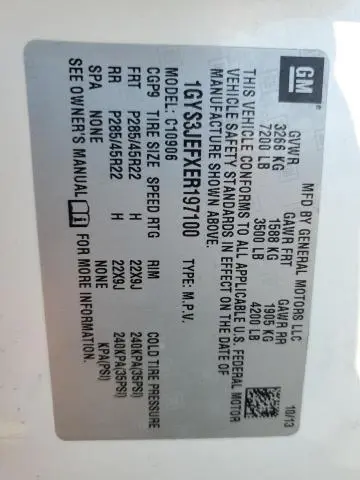 GM
MFD BY GENERAL MOTORS LLC
10/13
GVWR GAWR FRT GAWR RR
3266 KG 1588 KG 1905 KG
7200 LB 3500 LB 4200 LB
THIS VEHICLE CONFORMS TO ALL APPLICABLE U.S. FEDERAL MOTOR
VEHICLE SAFETY STANDARDS IN EFFECT ON THE DATE OF
MANUFACTURE SHOWN ABOVE.
1GYS3JEFXER197100 TYPE: M.P.V.
C10906
CGP9 TIRE SIZE SPEED RTG RIM COLD TIRE PRESSURE
FRT P285/45R22 H 22X9J 240KPA(35PSI)
RR P285/45R22 H 22X9J 240KPA(35PSI)
SPA NONE NONE KPA(PSI)
SEE OWNER'S MANUAL i FOR MORE INFORMATION.